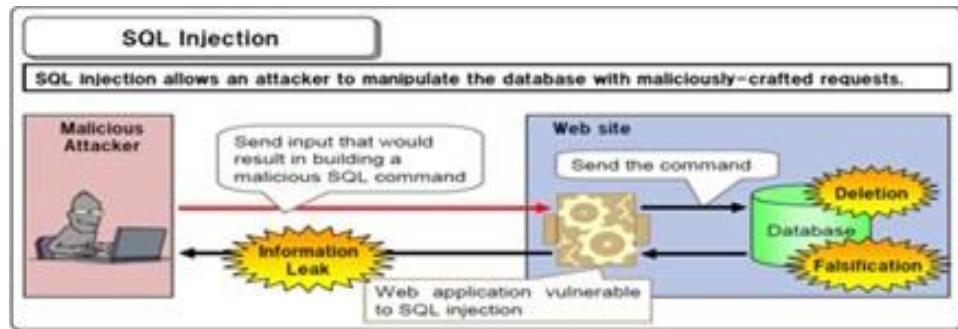 SQL Injection
SQL Injection allows an attacker to manipulate the database with maliciously-crafted requests.
Malicious
Attacker
Send input that would
result in building a
malicious SQL command
Web site
Send the command
Deletion
Database
Falsification
Information
Leak
Web application vulnerable
to SQL injection